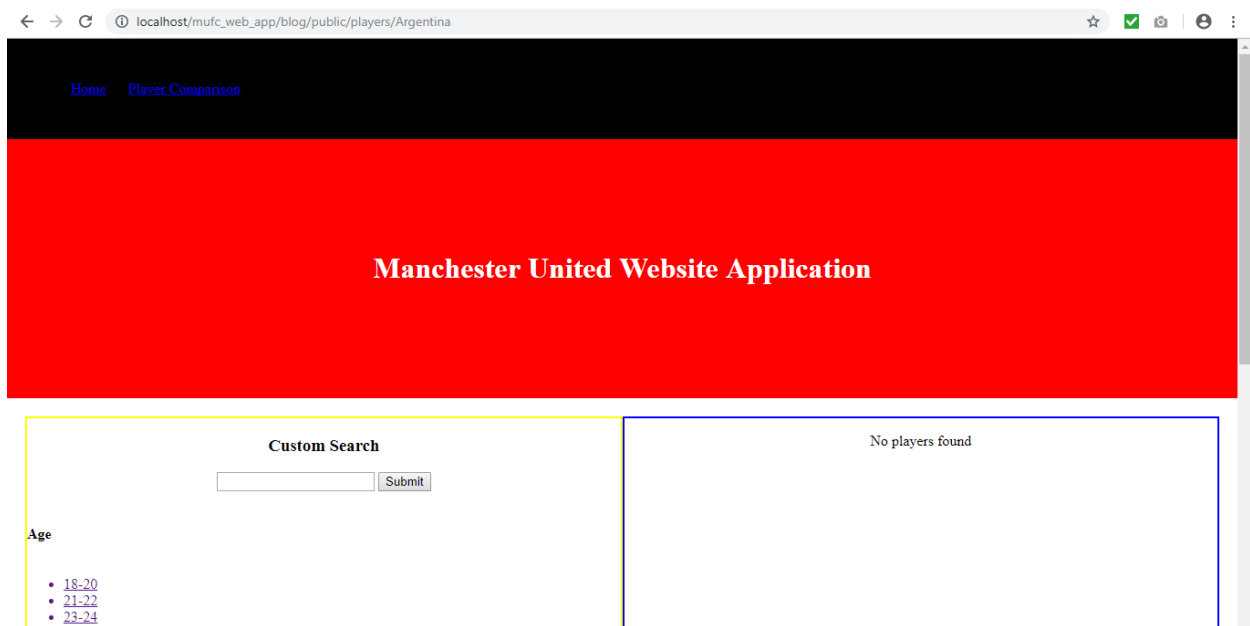 localhost/mufc_web_app/blog/public/players/Argentina
Home Player Comparison
Manchester United Website Application
Custom Search
Submit
Age
18-20
21-22
23-24
No players found